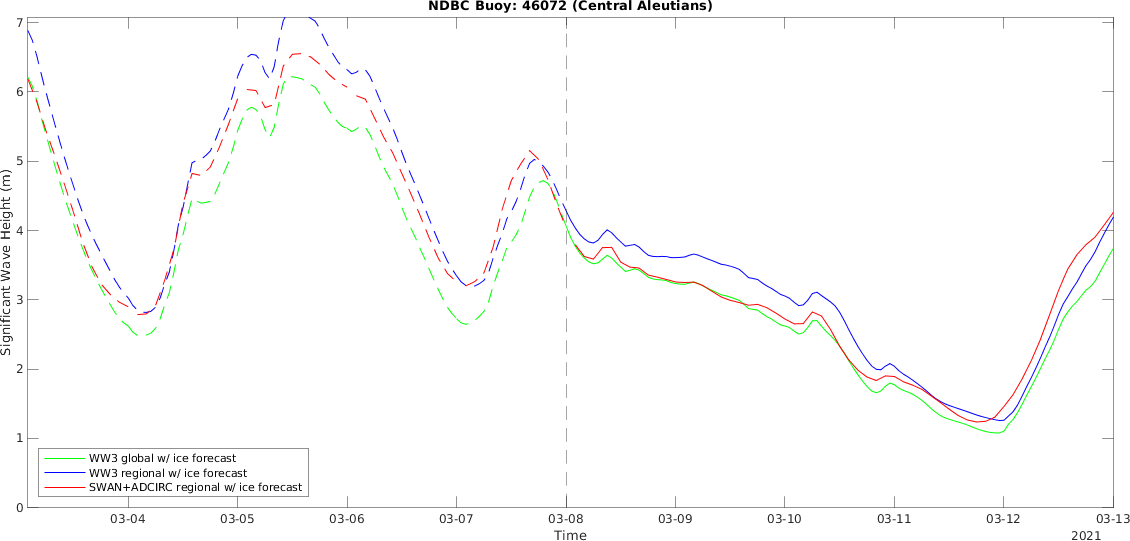 NDBC Buoy: 46072 (Central Aleutians)
7
6
5
4
3
2
1
0
Significant Wave Height (m)
WW3 global w/ ice forecast
WW3 regional w/ ice forecast
SWAN+ADCIRC regional w/ ice forecast
03-04 03-05 03-06 03-07 03-08 03-09 03-10 03-11 03-12 03-13
Time
2021